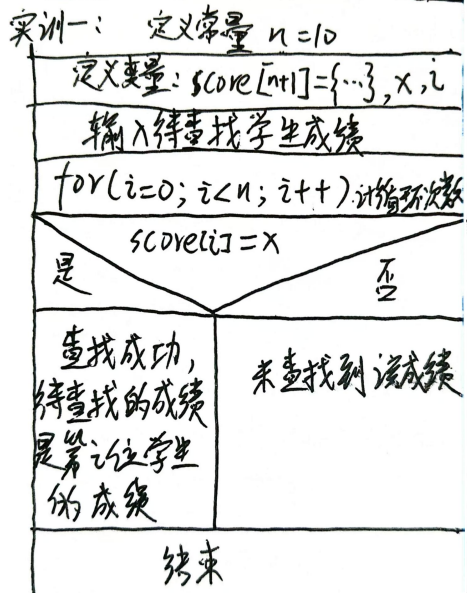 实训一： 定义常量 n=10
定义变量：score[n+1]={…},x,i
输入待查找学生成绩
for(i=0; i<n; i++).计循环次数
score[i]=x
是 否
查找成功，
待查找的成绩
是第i位学生
的成绩
未查找到该成绩
结束